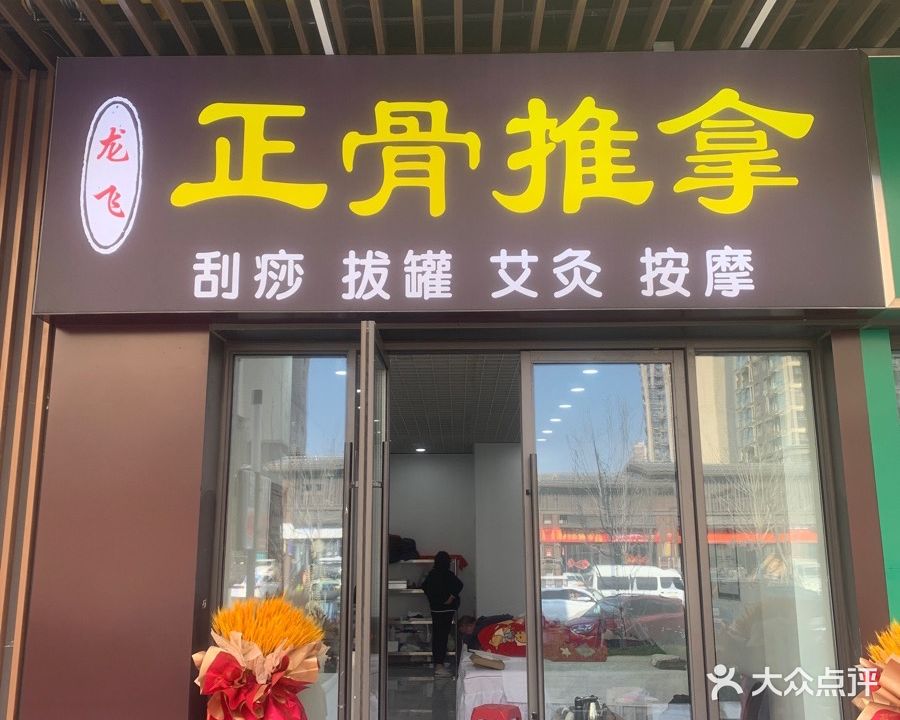 龙飞
正骨推拿
刮痧 拔罐 艾灸 按摩
大众点评